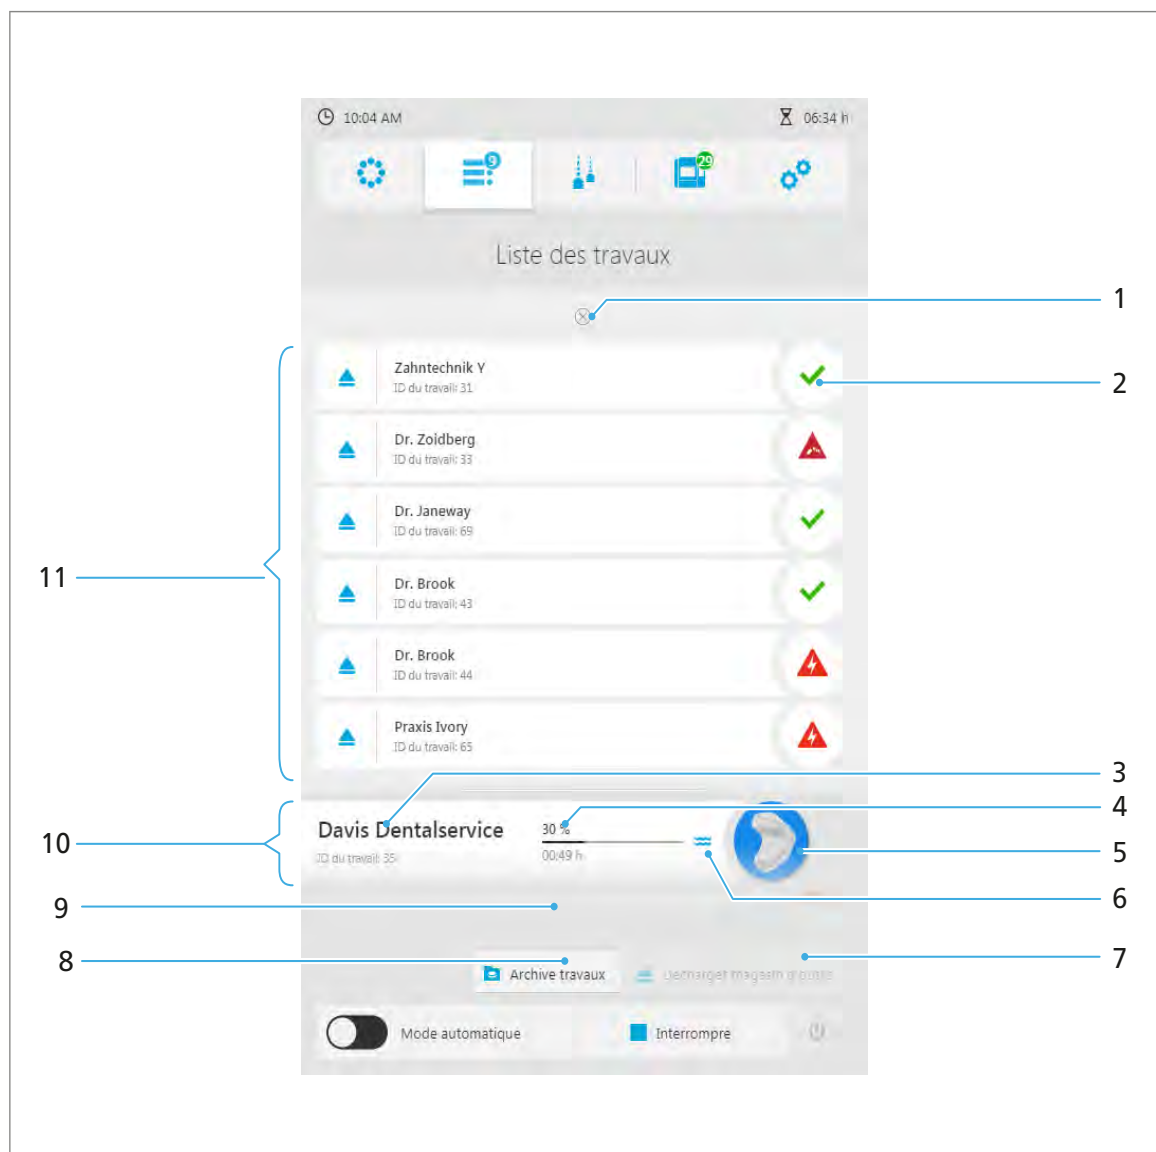 10:04 AM
06:34 h
9
29
Liste des travaux
1
Zahntechnik Y
ID du travail: 31
2
Dr. Zoidberg
ID du travail: 33
Dr. Janeway
ID du travail: 69
11
Dr. Brook
ID du travail: 43
Dr. Brook
ID du travail: 44
Praxis Ivory
ID du travail: 65
3
4
10
Davis Dentalservice
30 %
ID du travail: 35
00:49 h
5
6
9
7
8
Archive travaux
Décharger magasin d'outils
Mode automatique
Interrompre